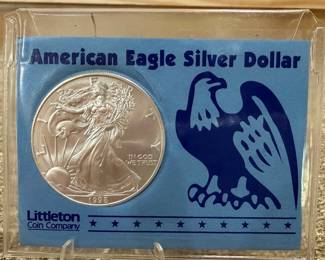 American Eagle Silver Dollar
IN GOD
WE TRUST
Littleton
Coin Company